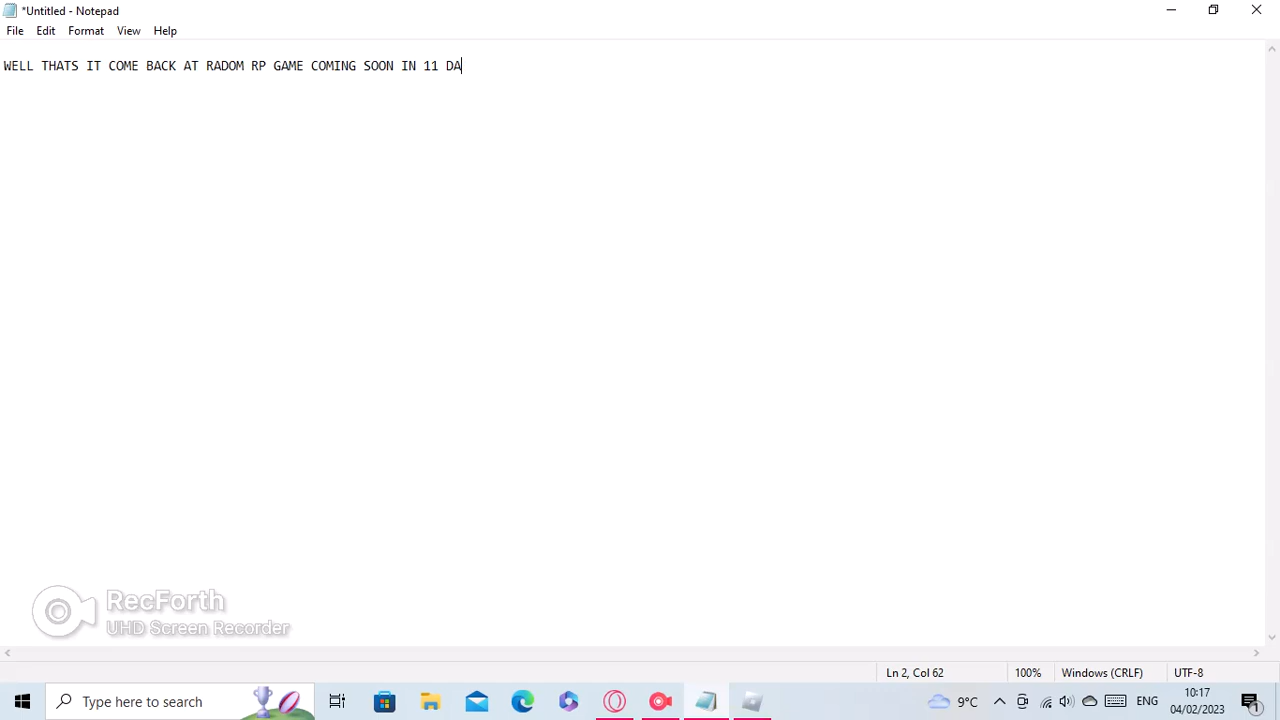 *Untitled - Notepad
File Edit Format View Help
WELL THATS IT COME BACK AT RADOM RP GAME COMING SOON IN 11 DA
RecForth
UHD Screen Recorder
Ln 2, Col 62 100% Windows (CRLF) UTF-8
Type here to search 9°C ENG 10:17
04/02/2023 1